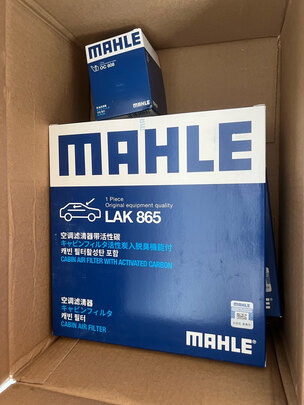 MAHLE
OC 608
MAHLE
MAHLE
1 Piece
Original equipment quality
LAK 865
空调滤清器带活性碳
キャビンフィルタ活性炭入脱臭機能付
캐빈 필터활성탄 포함
CABIN AIR FILTER WITH ACTIVATED CARBON
空调滤清器
キャビンフィルタ
캐빈 필터
CABIN AIR FILTER
MAHLE
MAHLE